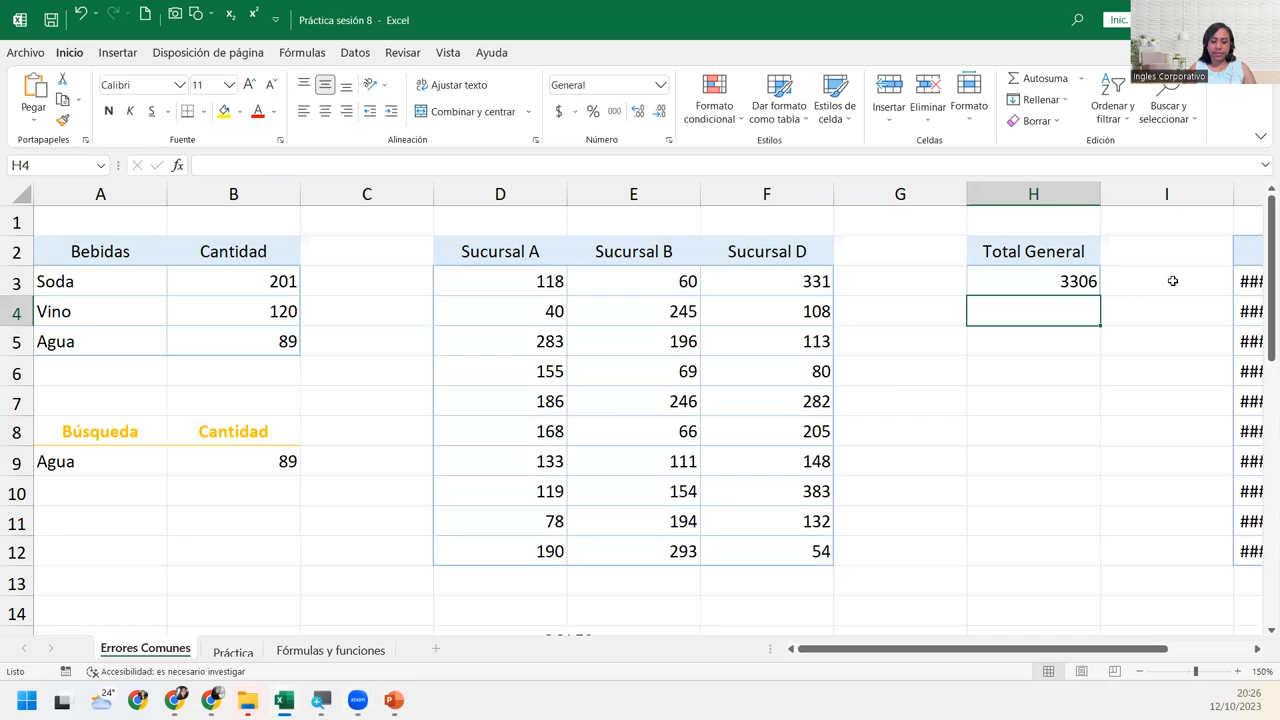 Práctica sesión 8 - Excel
Inic.
Archivo Inicio Insertar Disposición de página Fórmulas Datos Revisar Vista Ayuda
Ingles Corporativo
Pegar
Calibri 11
N K S
Ajustar texto
Combinar y centrar
General
$ % 000
Formato condicional
Dar formato como tabla
Estilos de celda
Insertar Eliminar Formato
Autosuma
Rellenar
Borrar
Ordenar y filtrar
Buscar y seleccionar
Portapapeles Fuente Alineación Número Estilos Celdas Edición
H4 fx
A B C D E F G H I
1
2 Bebidas Cantidad Sucursal A Sucursal B Sucursal D Total General
3 Soda 201 118 60 331 3306 ###
4 Vino 120 40 245 108 ###
5 Agua 89 283 196 113 ###
6 155 69 80 ###
7 186 246 282 ###
8 Búsqueda Cantidad 168 66 205 ###
9 Agua 89 133 111 148 ###
10 119 154 383 ###
11 78 194 132 ###
12 190 293 54 ###
13
14
Errores Comunes Práctica Fórmulas y funciones
Listo Accesibilidad: es necesario investigar 150%
24°
20:26
12/10/2023